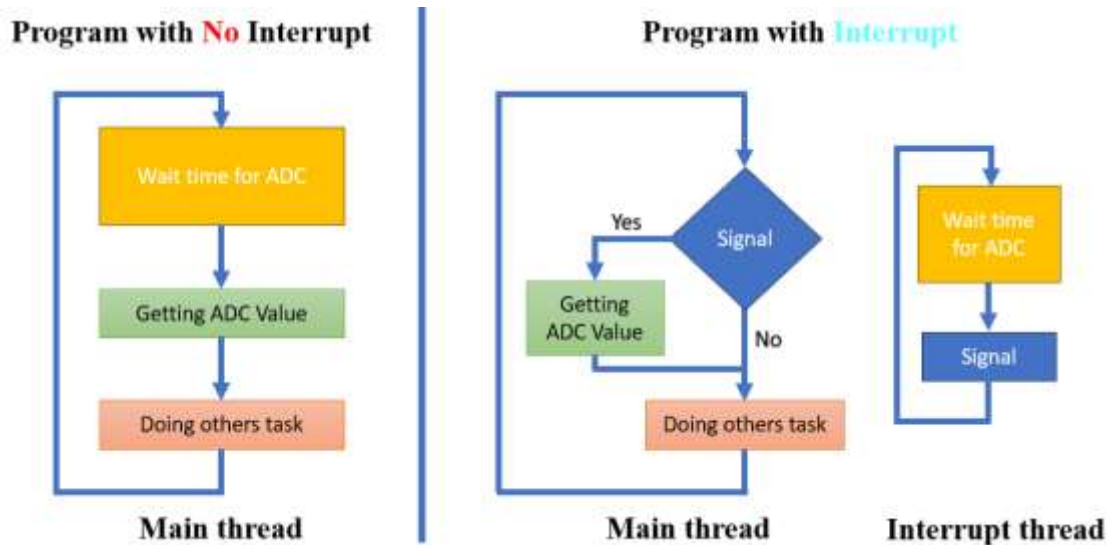 Program with No Interrupt
Wait time for ADC
Getting ADC Value
Doing others task
Main thread
Program with Interrupt
Signal
Yes
No
Getting
ADC Value
Doing others task
Main thread
Wait time
for ADC
Signal
Interrupt thread